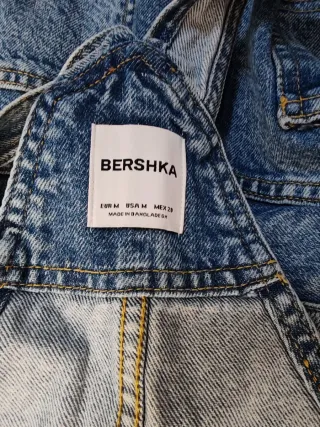 BERSHKA
EUR M USA M MEX 28
MADE IN BANGLADESH